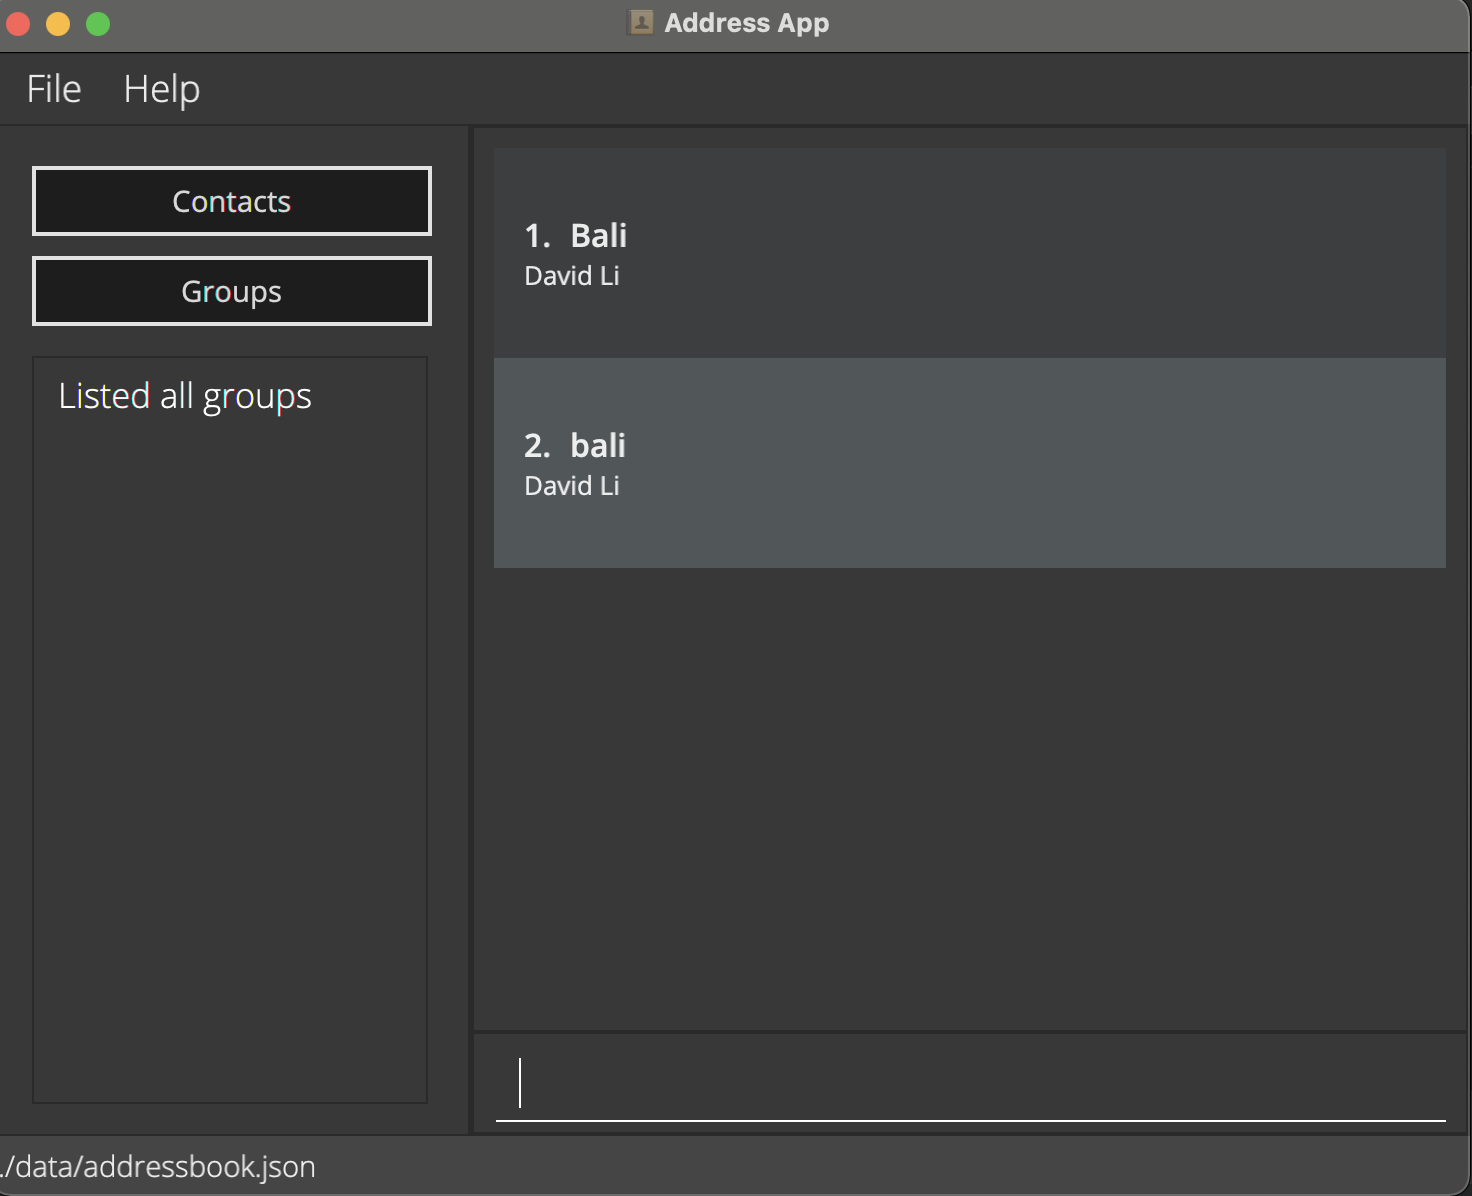 Address App
File Help
Contacts
Groups
Listed all groups
1. Bali
David Li
2. bali
David Li
./data/addressbook.json